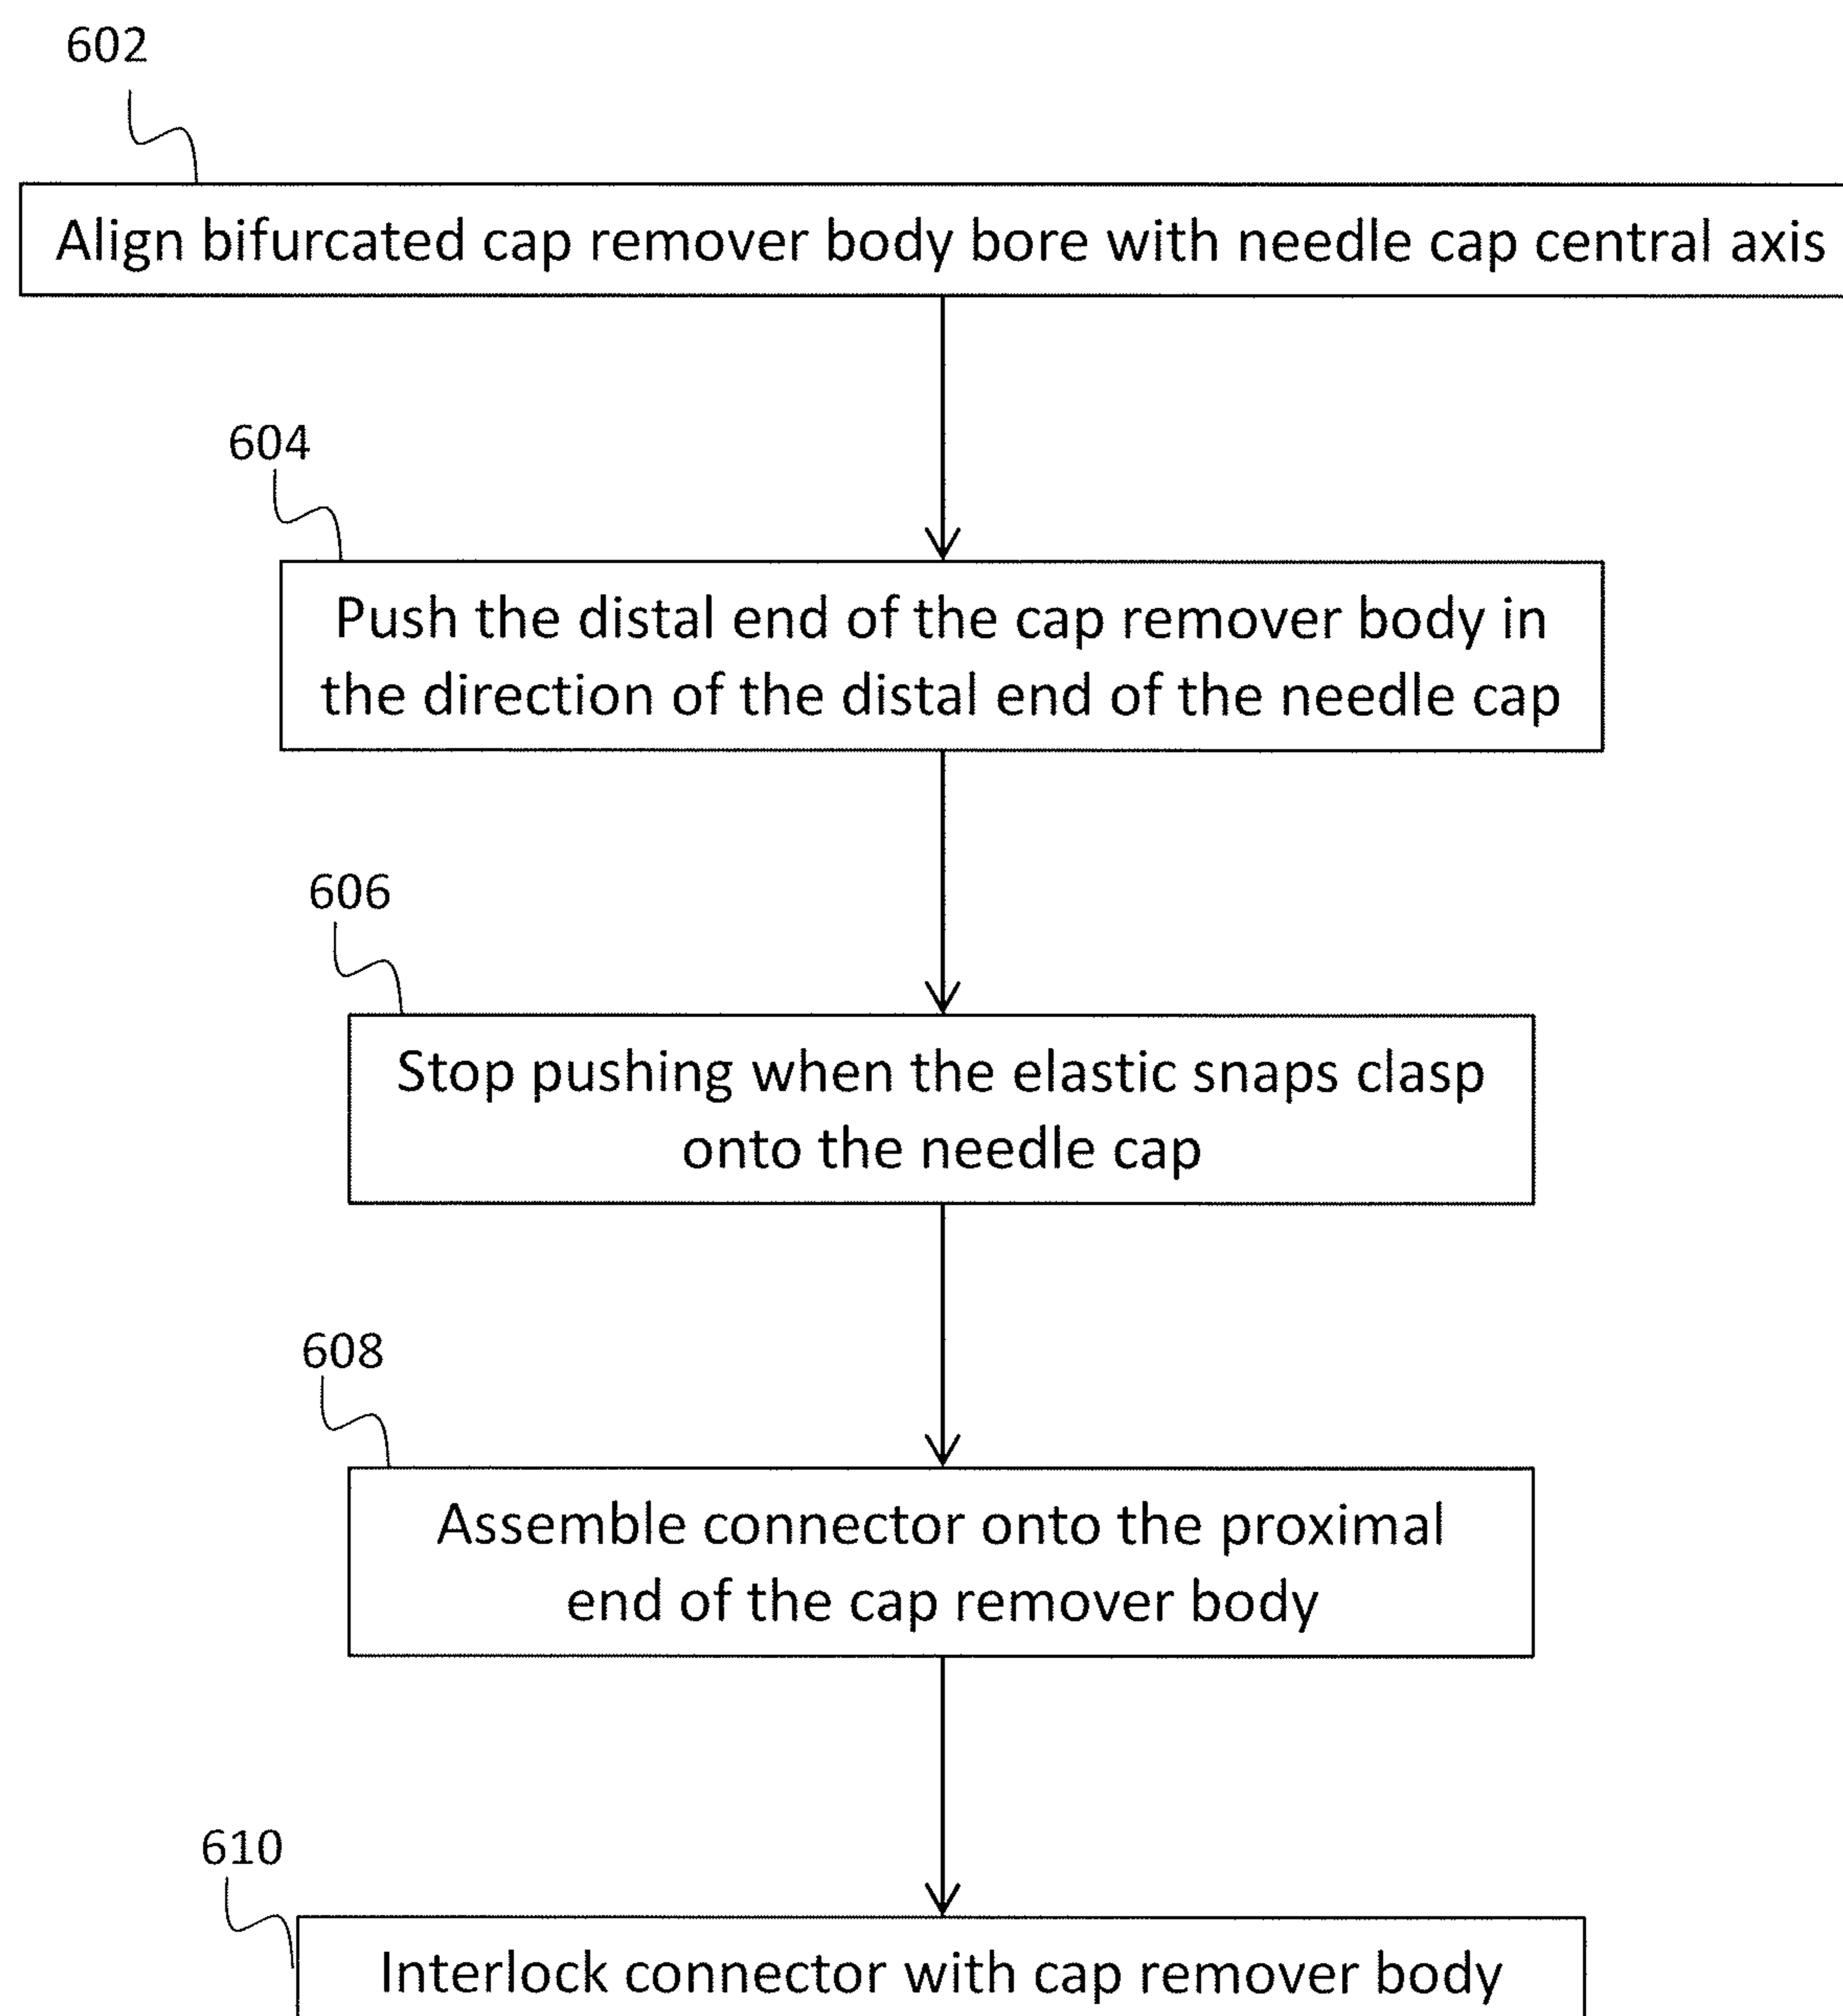 602
Align bifurcated cap remover body bore with needle cap central axis
604
Push the distal end of the cap remover body in
the direction of the distal end of the needle cap
606
Stop pushing when the elastic snaps clasp
onto the needle cap
608
Assemble connector onto the proximal
end of the cap remover body
610
Interlock connector with cap remover body